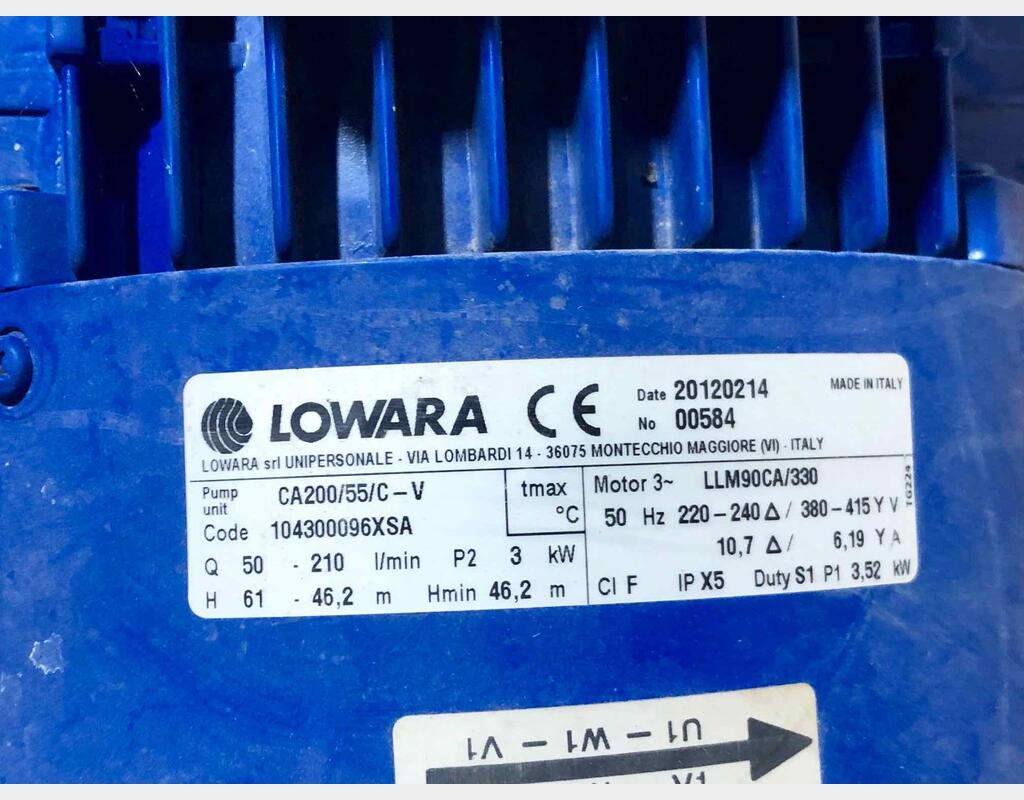 LOWARA CE Date 20120214 MADE IN ITALY
No 00584
LOWARA srl UNIPERSONALE - VIA LOMBARDI 14 - 36075 MONTECCHIO MAGGIORE (VI) - ITALY
Pump unit CA200/55/C-V tmax °C Motor 3~ LLM90CA/330
TG224
Code 104300096XSA 50 Hz 220-240 Δ / 380-415 Y V
10,7 Δ / 6,19 Y A
Q 50 - 210 l/min P2 3 kW
H 61 - 46,2 m Hmin 46,2 m Cl F IP X5 Duty S1 P1 3,52 kW
U1 - W1 - V1
V1